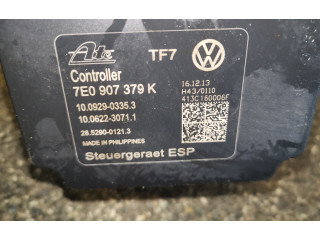 Ate
TF7
Controller
7E0 907 379 K
16.12.13
H43/0110
413C160006F
10.0929-0335.3
10.0622-3071.1
28.5290-0121.3
MADE IN PHILIPPINES
Steuergeraet ESP